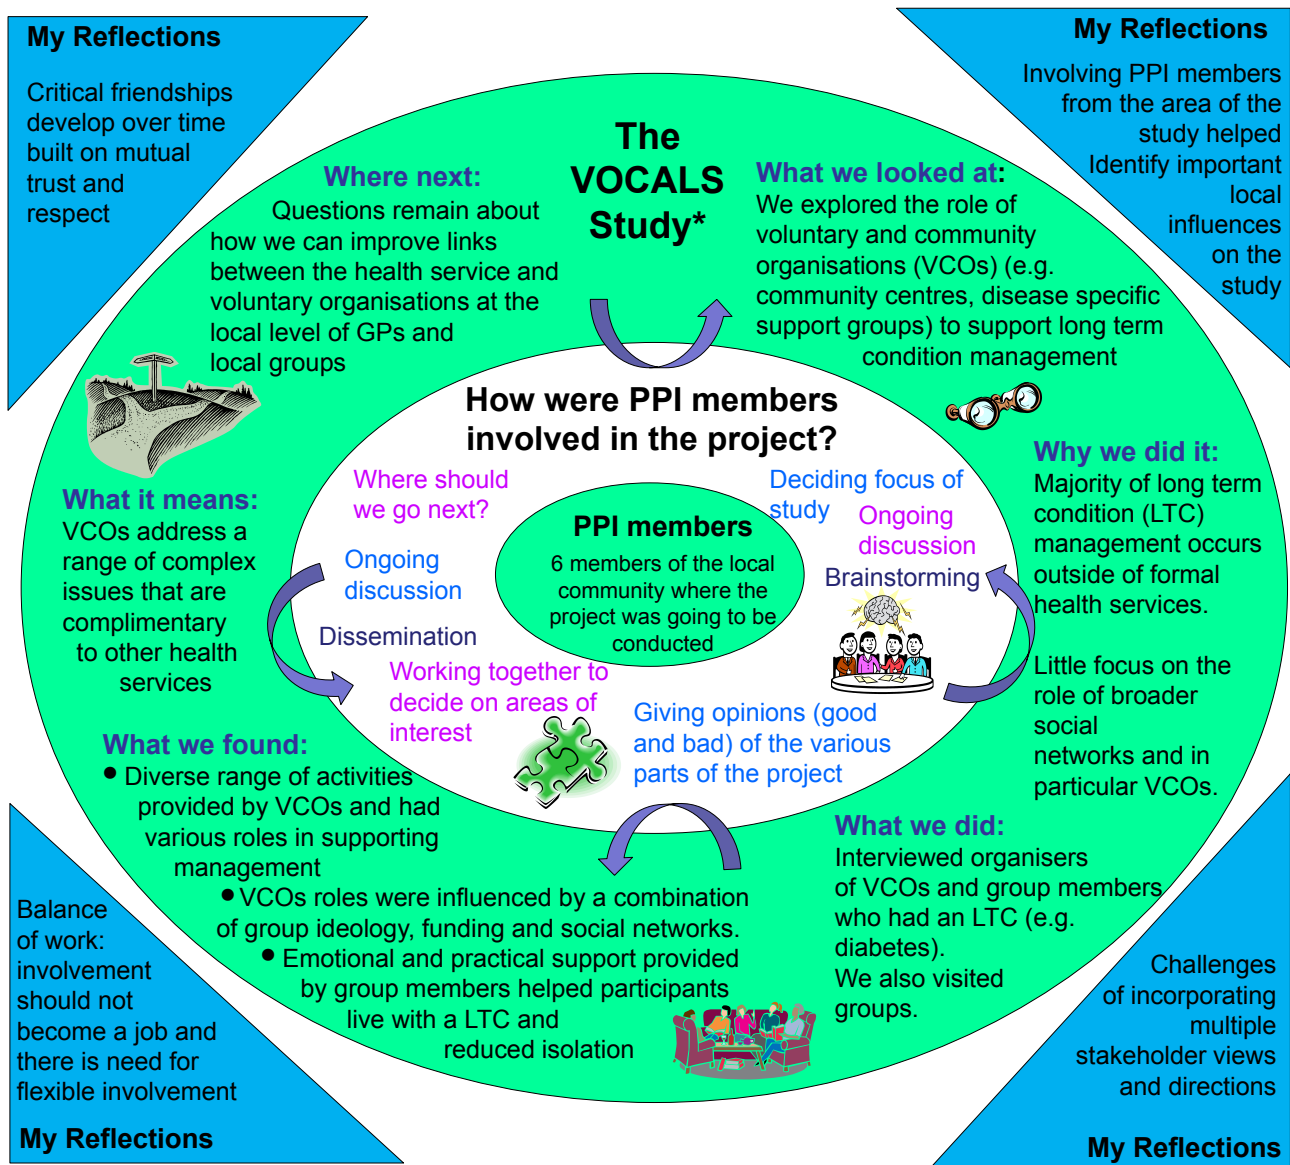 My Reflections
Critical friendships
develop over time
built on mutual
trust and
respect
My Reflections
Involving PPI members
from the area of the
study helped
Identify important
local
influences
on the
study
The
VOCALS
Study*
What we looked at:
We explored the role of
voluntary and community
organisations (VCOs) (e.g.
community centres, disease specific
support groups) to support long term
condition management
Why we did it:
Majority of long term
condition (LTC)
management occurs
outside of formal
health services.
Little focus on the
role of broader
social
networks and in
particular VCOs.
What we did:
Interviewed organisers
of VCOs and group members
who had an LTC (e.g.
diabetes).
We also visited
groups.
What we found:
• Diverse range of activities
provided by VCOs and had
various roles in supporting
management
• VCOs roles were influenced by a combination
of group ideology, funding and social networks.
• Emotional and practical support provided
by group members helped participants
live with a LTC and
reduced isolation
What it means:
VCOs address a
range of complex
issues that are
complimentary
to other health
services
Where next:
Questions remain about
how we can improve links
between the health service and
voluntary organisations at the
local level of GPs and
local groups
How were PPI members
involved in the project?
Deciding focus of
study
Ongoing
discussion
Brainstorming
Giving opinions (good
and bad) of the various
parts of the project
Working together to
decide on areas of
interest
Dissemination
Ongoing
discussion
Where should
we go next?
PPI members
6 members of the local
community where the
project was going to be
conducted
Balance
of work:
involvement
should not
become a job and
there is need for
flexible involvement
My Reflections
Challenges
of incorporating
multiple
stakeholder views
and directions
My Reflections